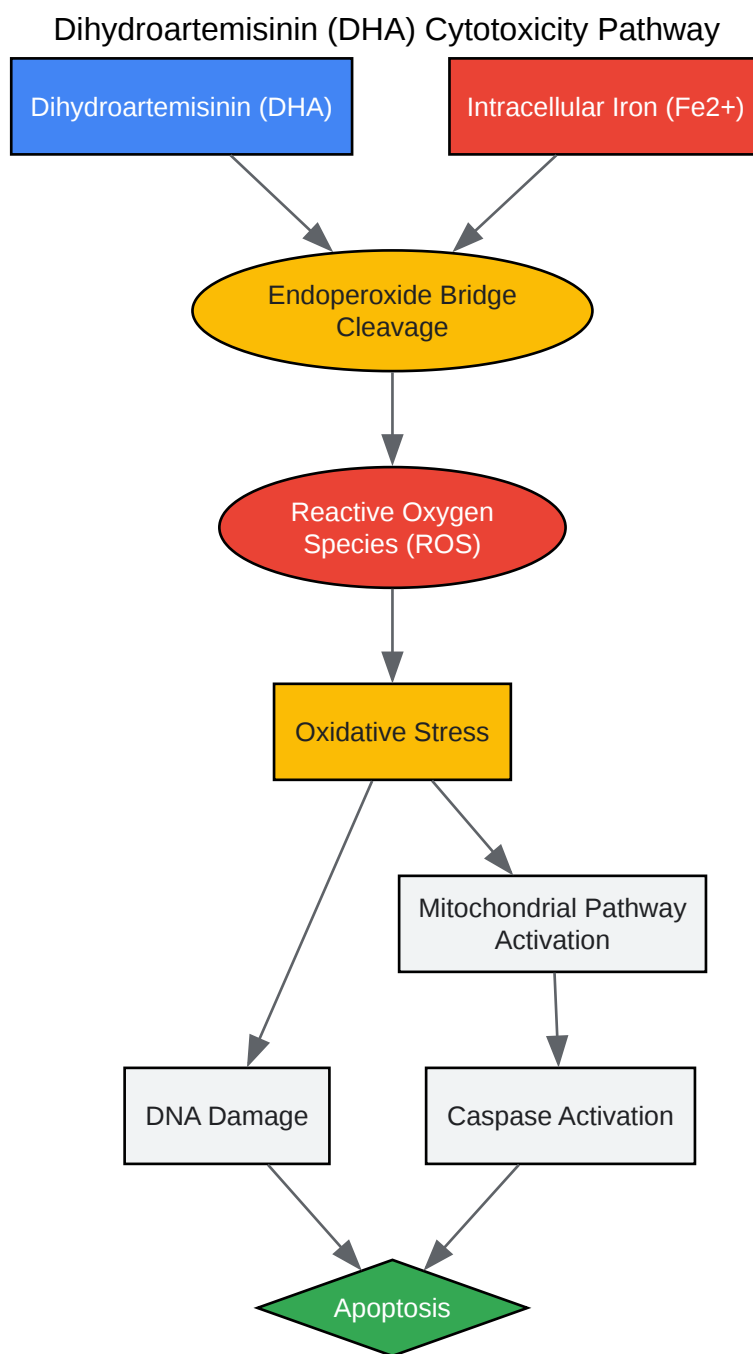 Dihydroartemisinin (DHA) Cytotoxicity Pathway
Dihydroartemisinin (DHA)
Intracellular Iron (Fe2+)
Endoperoxide Bridge
Cleavage
Reactive Oxygen
Species (ROS)
Oxidative Stress
Mitochondrial Pathway
Activation
DNA Damage
Caspase Activation
Apoptosis